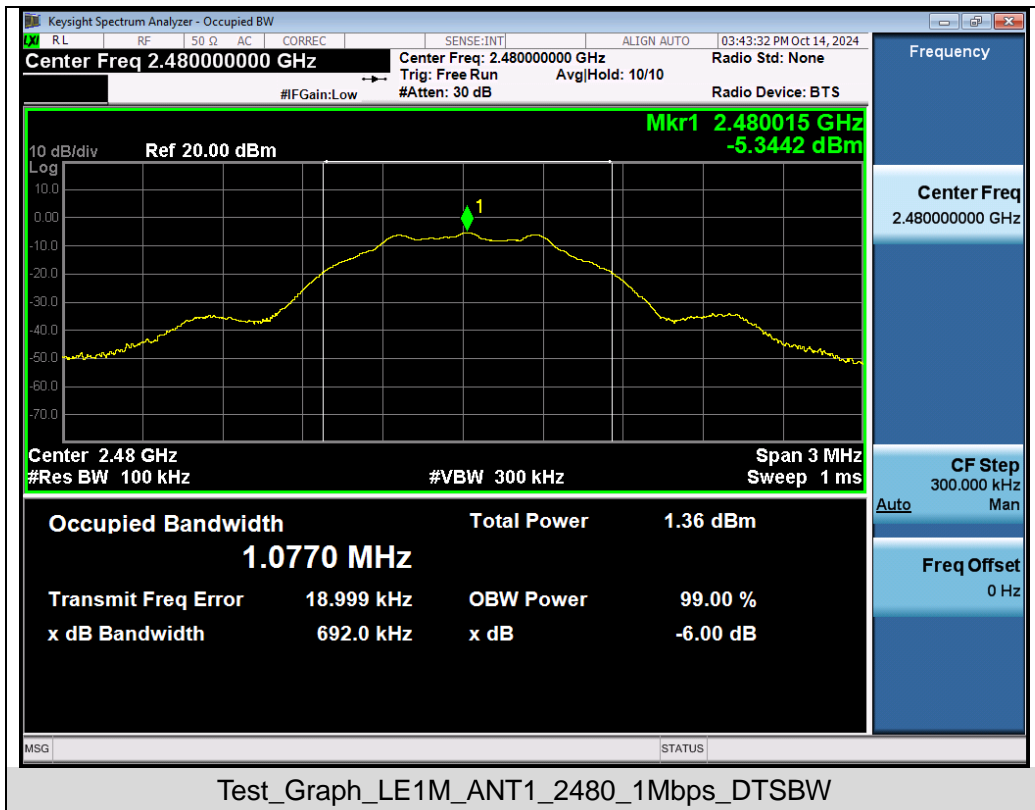 Keysight Spectrum Analyzer - Occupied BW
LXI RL RF 50 Ω AC CORREC SENSE:INT ALIGN AUTO 03:43:32 PM Oct 14, 2024
Center Freq 2.480000000 GHz
Center Freq: 2.480000000 GHz Radio Std: None
Trig: Free Run Avg|Hold: 10/10
#IFGain:Low #Atten: 30 dB Radio Device: BTS
Mkr1 2.480015 GHz
10 dB/div Ref 20.00 dBm -5.3442 dBm
Log
10.0
0.00
-10.0
-20.0
-30.0
-40.0
-50.0
-60.0
-70.0
1
Center 2.48 GHz Span 3 MHz
#Res BW 100 kHz #VBW 300 kHz Sweep 1 ms
Occupied Bandwidth Total Power 1.36 dBm
1.0770 MHz
Transmit Freq Error 18.999 kHz OBW Power 99.00 %
x dB Bandwidth 692.0 kHz x dB -6.00 dB
Frequency
Center Freq
2.480000000 GHz
CF Step
300.000 kHz
Auto Man
Freq Offset
0 Hz
MSG STATUS
Test_Graph_LE1M_ANT1_2480_1Mbps_DTSBW